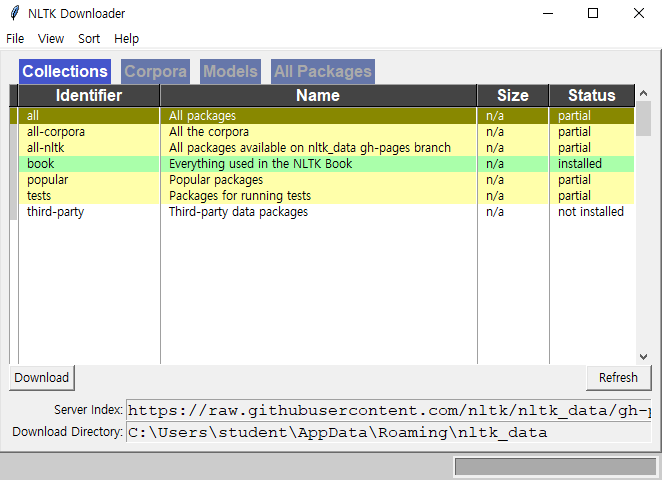 NLTK Downloader
File View Sort Help
Collections Corpora Models All Packages
Identifier Name Size Status
all All packages n/a partial
all-corpora All the corpora n/a partial
all-nltk All packages available on nltk_data gh-pages branch n/a partial
book Everything used in the NLTK Book n/a installed
popular Popular packages n/a partial
tests Packages for running tests n/a partial
third-party Third-party data packages n/a not installed
Download Refresh
Server Index: https://raw.githubusercontent.com/nltk/nltk_data/gh-p
Download Directory: C:\Users\student\AppData\Roaming\nltk_data